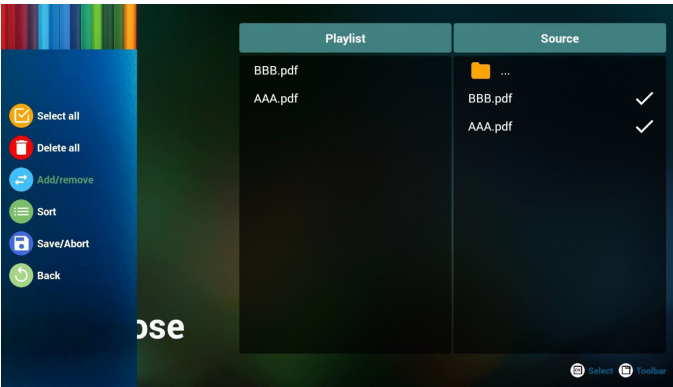 Select all
Delete all
Add/remove
Sort
Save/Abort
Back
ose
Playlist
BBB.pdf
AAA.pdf
Source
...
BBB.pdf
AAA.pdf
Select
Toolbar